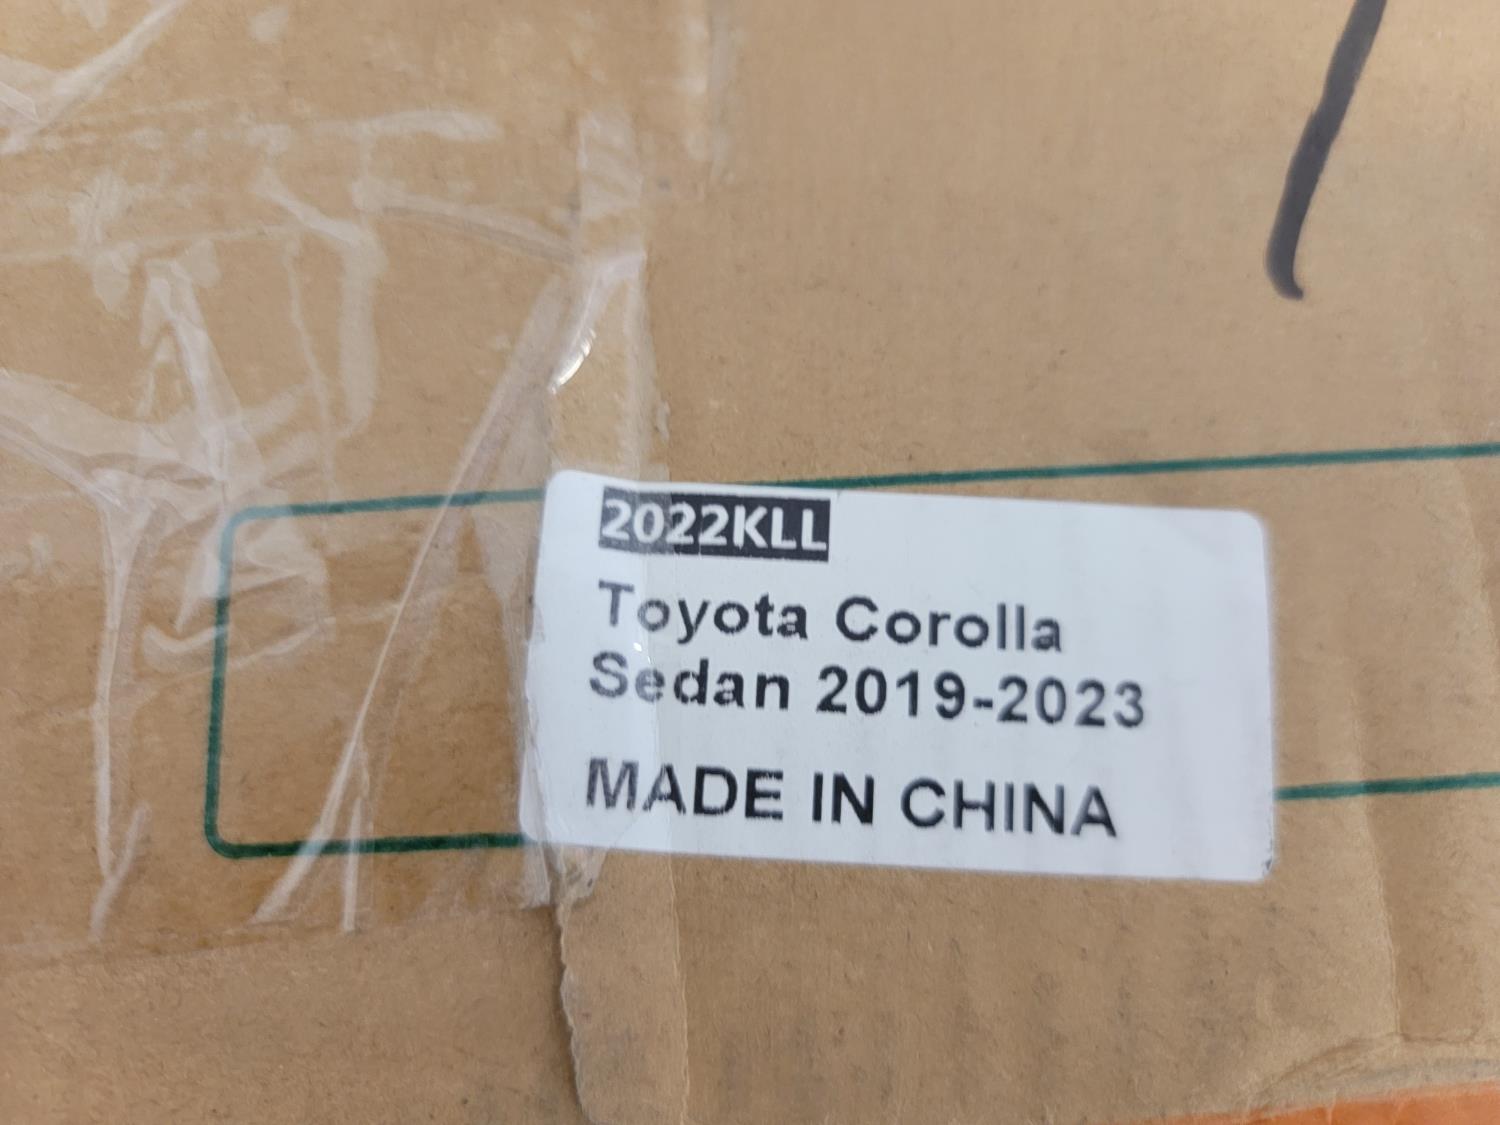 2022KLL
Toyota Corolla
Sedan 2019-2023
MADE IN CHINA